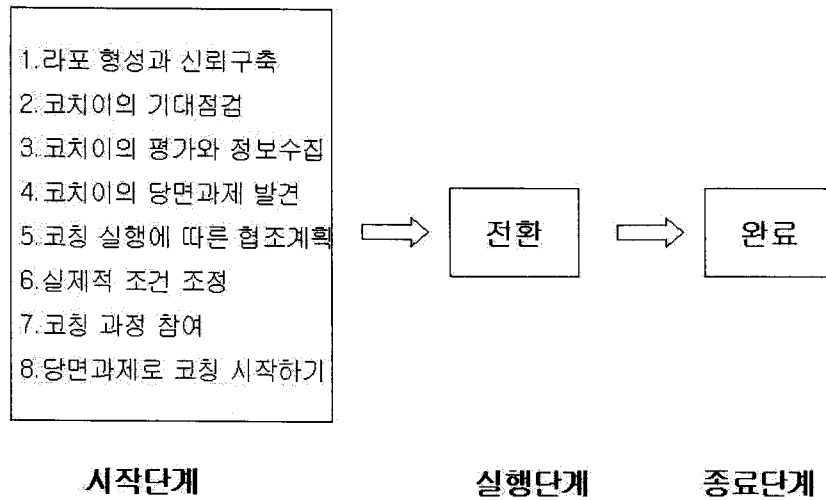 1.라포 형성과 신뢰구축
2.코치이의 기대점검
3.코치이의 평가와 정보수집
4.코치이의 당면과제 발견
5.코칭 실행에 따른 협조계획
6.실제적 조건 조정
7.코칭 과정 참여
8.당면과제로 코칭 시작하기
전환
완료
시작단계
실행단계
종료단계